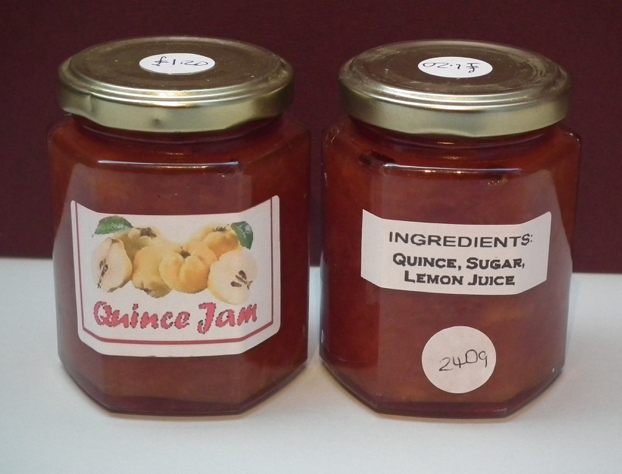 £1.20
Quince Jam
£1.20
INGREDIENTS:
QUINCE, SUGAR,
LEMON JUICE
240g